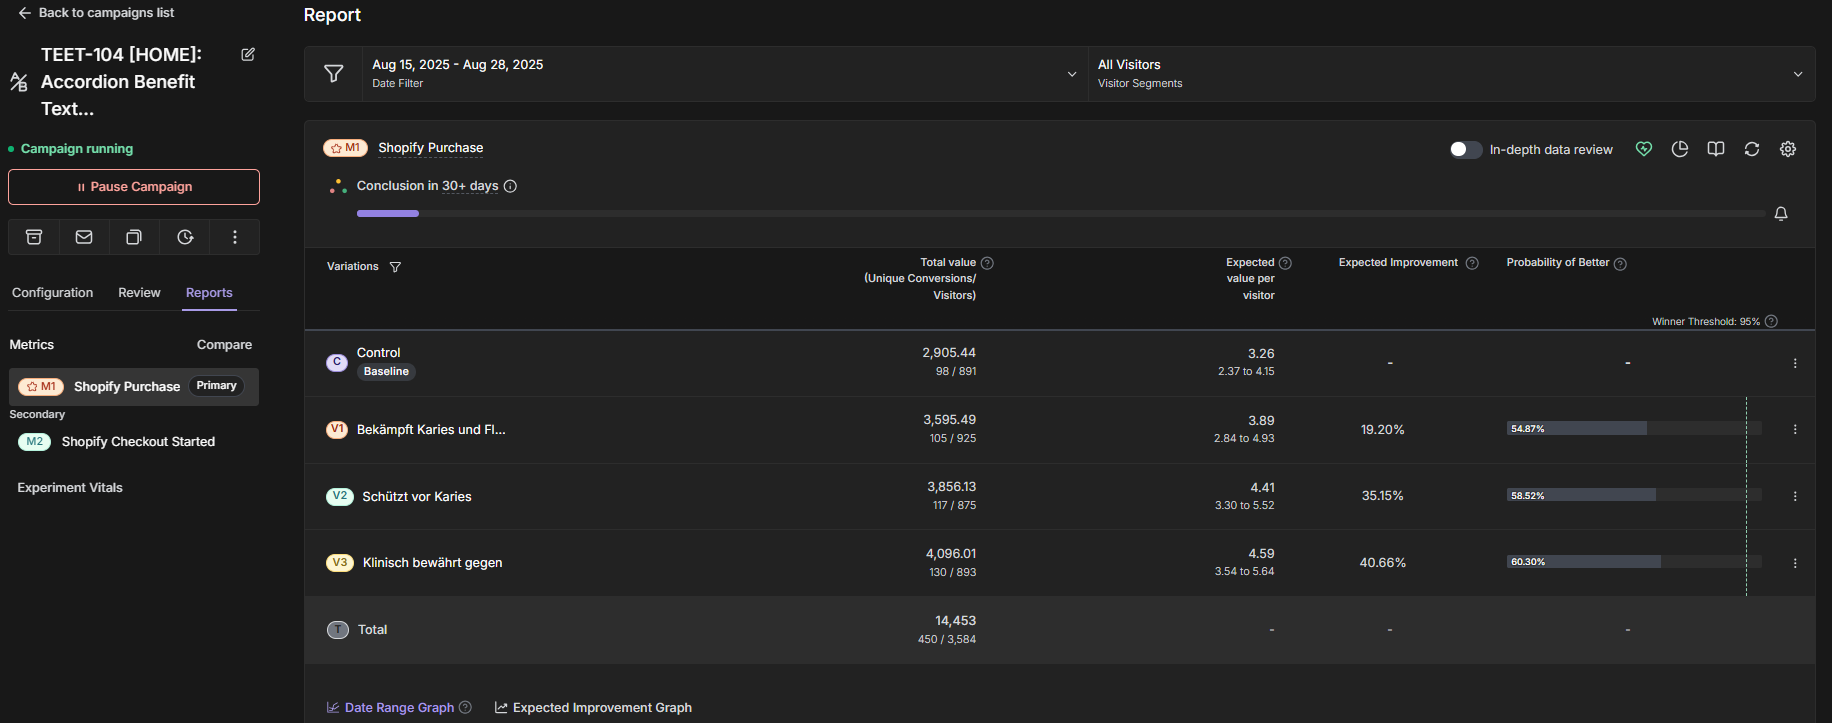 Back to campaigns list
TEET-104 [HOME]:
Accordion Benefit
Text...
Campaign running
Pause Campaign
Configuration
Review
Reports
Metrics
Compare
M1
Shopify Purchase
Primary
Secondary
M2
Shopify Checkout Started
Experiment Vitals
Report
Aug 15, 2025 - Aug 28, 2025
Date Filter
All Visitors
Visitor Segments
M1
Shopify Purchase
In-depth data review
Conclusion in 30+ days
Variations
Total value
(Unique Conversions/
Visitors)
Expected
value per
visitor
Expected Improvement
Probability of Better
Winner Threshold: 95%
C
Control
Baseline
2,905.44
98 / 891
3.26
2.37 to 4.15
-
-
V1
Bekämpft Karies und Fl...
3,595.49
105 / 925
3.89
2.84 to 4.93
19.20%
54.87%
V2
Schützt vor Karies
3,856.13
117 / 875
4.41
3.30 to 5.52
35.15%
58.52%
V3
Klinisch bewährt gegen
4,096.01
130 / 893
4.59
3.54 to 5.64
40.66%
60.30%
T
Total
14,453
450 / 3,584
-
-
-
Date Range Graph
Expected Improvement Graph